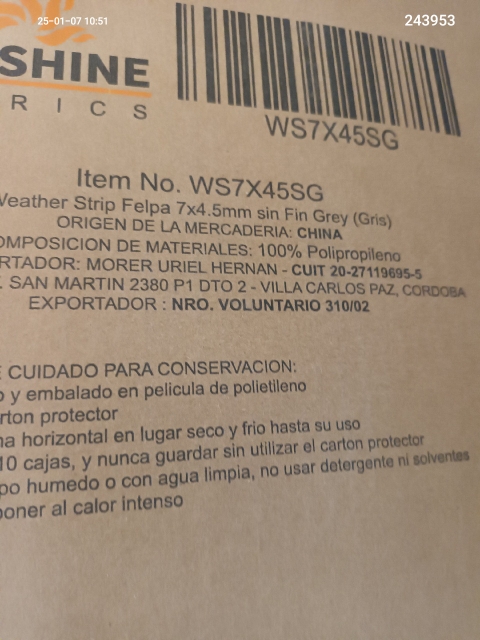 25-01-07 10:51
243953
SHINE
RICS
WS7X45SG
Item No. WS7X45SG
Weather Strip Felpa 7x4.5mm sin Fin Grey (Gris)
ORIGEN DE LA MERCADERIA: CHINA
OMPOSICION DE MATERIALES: 100% Polipropileno
RTADOR: MORER URIEL HERNAN - CUIT 20-27119695-5
. SAN MARTIN 2380 P1 DTO 2 - VILLA CARLOS PAZ, CORDOBA
EXPORTADOR : NRO. VOLUNTARIO 310/02
E CUIDADO PARA CONSERVACION:
o y embalado en pelicula de polietileno
rton protector
na horizontal en lugar seco y frio hasta su uso
10 cajas, y nunca guardar sin utilizar el carton protector
po humedo o con agua limpia, no usar detergente ni solventes
poner al calor intenso